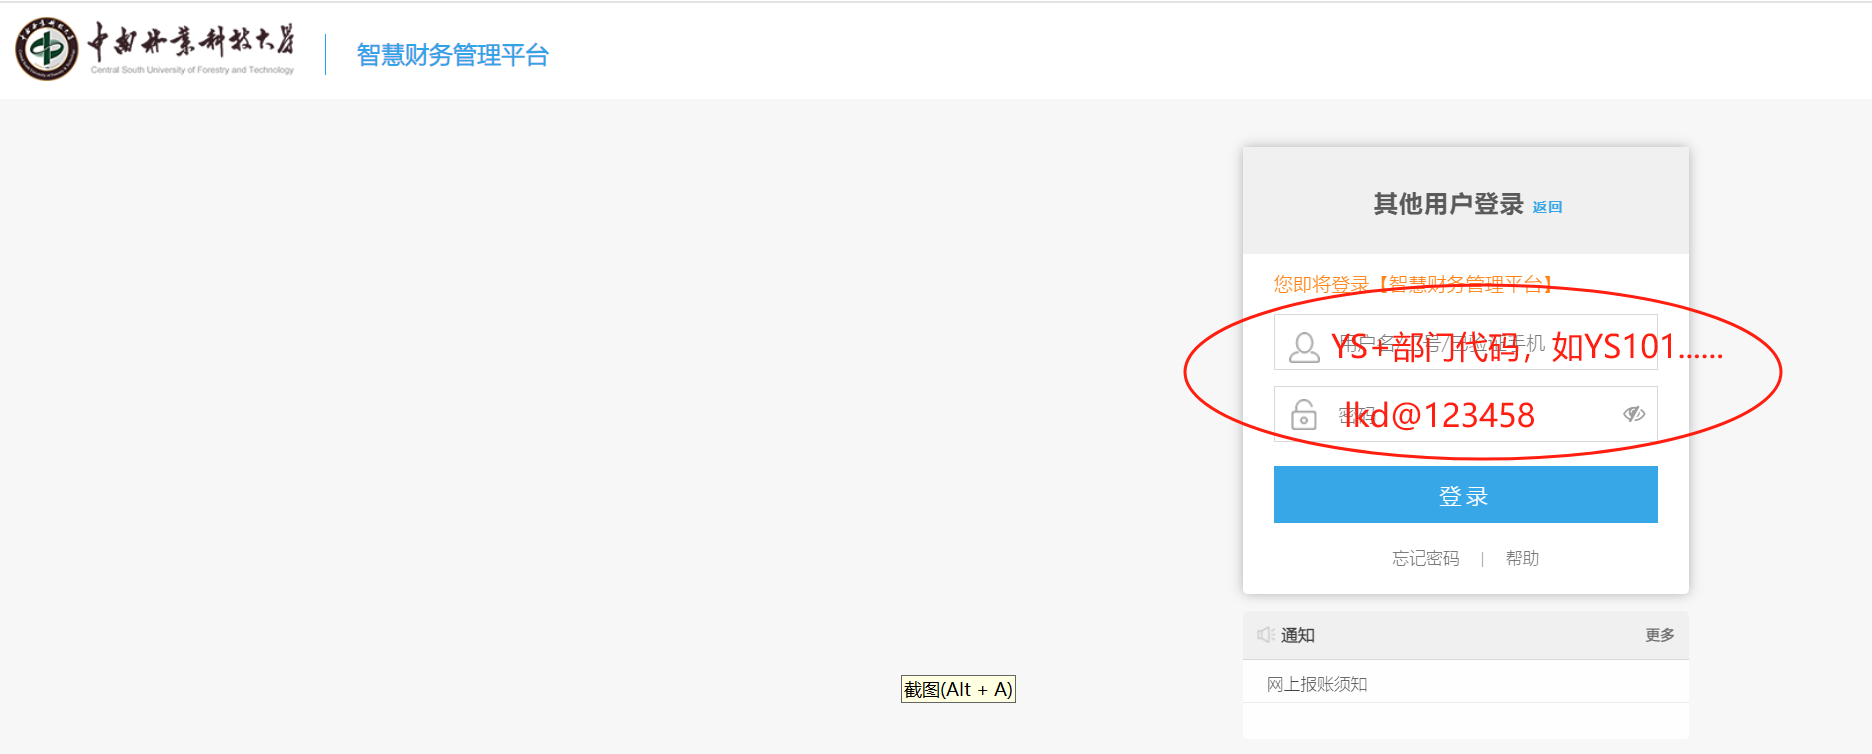 中南林业科技大学
Central South University of Forestry and Technology
智慧财务管理平台
其他用户登录 返回
您即将登录【智慧财务管理平台】
YS+部门代码，如YS101......
密码
lkd@123458
登录
忘记密码 | 帮助
通知 更多
网上报账须知
截图(Alt + A)